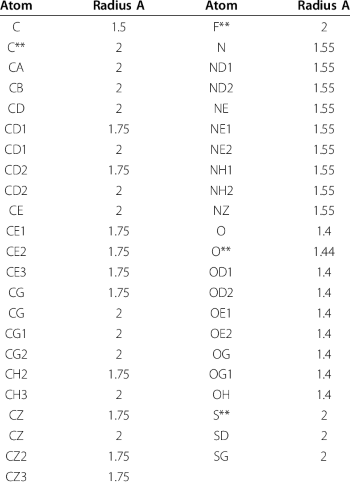 Atom Radius A Atom Radius A
C 1.5 F** 2
C** 2 N 1.55
CA 2 ND1 1.55
CB 2 ND2 1.55
CD 2 NE 1.55
CD1 1.75 NE1 1.55
CD1 2 NE2 1.55
CD2 1.75 NH1 1.55
CD2 2 NH2 1.55
CE 2 NZ 1.55
CE1 1.75 O 1.4
CE2 1.75 O** 1.44
CE3 1.75 OD1 1.4
CG 1.75 OD2 1.4
CG 2 OE1 1.4
CG1 2 OE2 1.4
CG2 2 OG 1.4
CH2 1.75 OG1 1.4
CH3 2 OH 1.4
CZ 1.75 S** 2
CZ 2 SD 2
CZ2 1.75 SG 2
CZ3 1.75